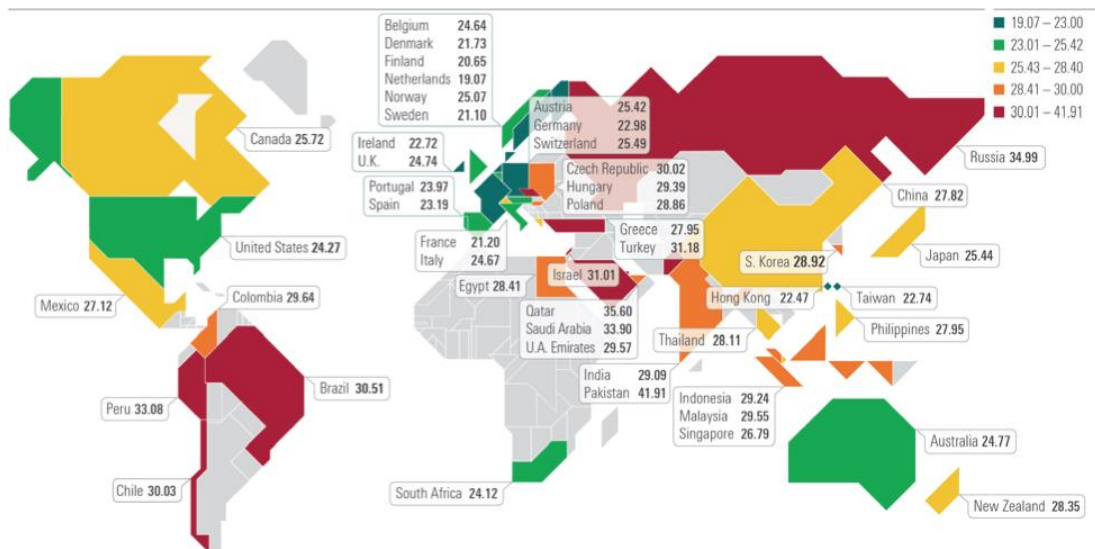 19.07 – 23.00
23.01 – 25.42
25.43 – 28.40
28.41 – 30.00
30.01 – 41.91
Belgium 24.64
Denmark 21.73
Finland 20.65
Netherlands 19.07
Norway 25.07
Sweden 21.10
Austria 25.42
Germany 22.98
Switzerland 25.49
Canada 25.72
Ireland 22.72
U.K. 24.74
Russia 34.99
Czech Republic 30.02
Hungary 29.39
Poland 28.86
Portugal 23.97
Spain 23.19
China 27.82
United States 24.27
France 21.20
Italy 24.67
Greece 27.95
Turkey 31.18
S. Korea 28.92
Japan 25.44
Mexico 27.12
Colombia 29.64
Egypt 28.41
Israel 31.01
Hong Kong 22.47
Taiwan 22.74
Qatar 35.60
Saudi Arabia 33.90
U.A. Emirates 29.57
Thailand 28.11
Philippines 27.95
Peru 33.08
Brazil 30.51
India 29.09
Pakistan 41.91
Indonesia 29.24
Malaysia 29.55
Singapore 26.79
Australia 24.77
Chile 30.03
South Africa 24.12
New Zealand 28.35